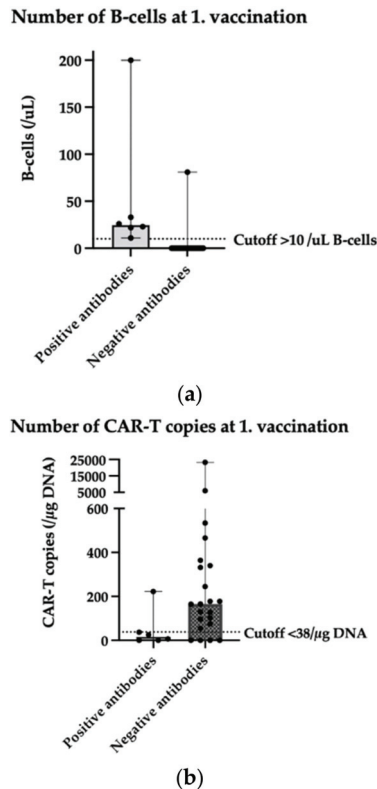 Number of B-cells at 1. vaccination
200
150
100
50
0
B-cells (/uL)
Cutoff >10 /uL B-cells
Positive antibodies
Negative antibodies
(a)
Number of CAR-T copies at 1. vaccination
25000
15000
5000
600
400
200
0
CAR-T copies (/µg DNA)
Cutoff <38/µg DNA
Positive antibodies
Negative antibodies
(b)